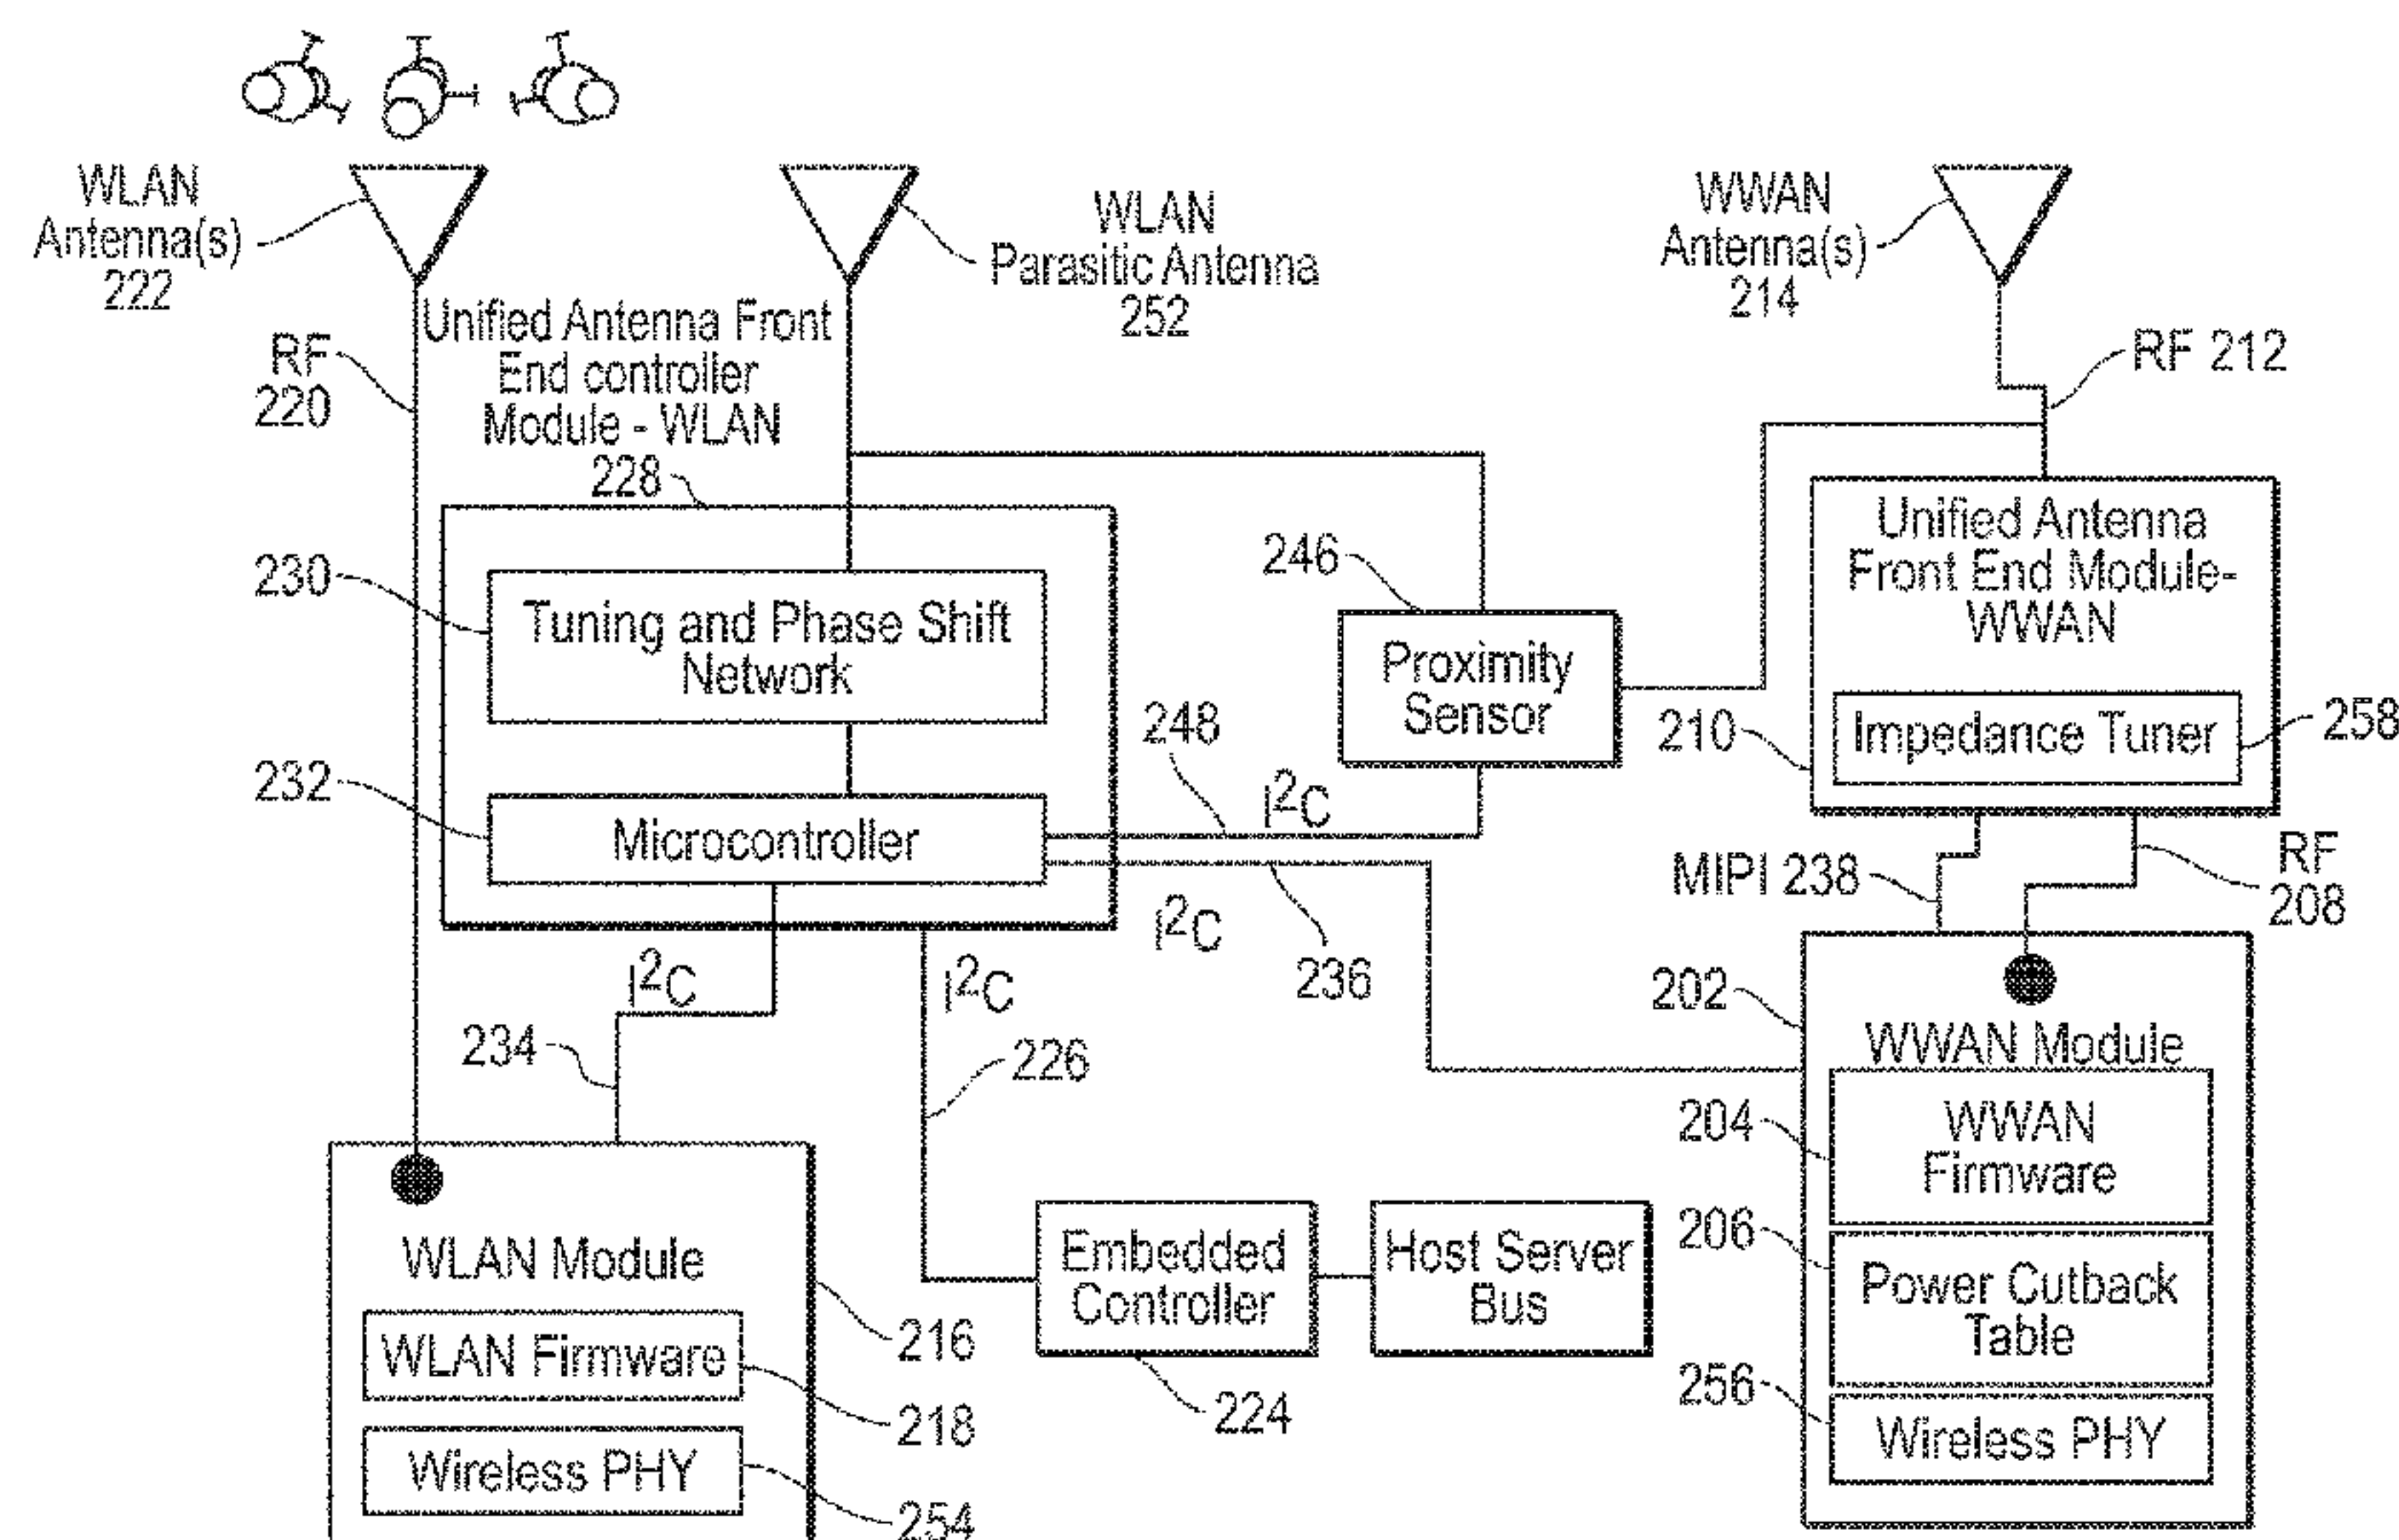 WLAN
Antenna(s)
222
WLAN
Parasitic Antenna
252
WWAN
Antenna(s)
214
RF
220
Unified Antenna Front
End controller
Module - WLAN
228
RF 212
230
Tuning and Phase Shift
Network
246
Proximity
Sensor
Unified Antenna
Front End Module-
WWAN
210
Impedance Tuner
258
232
Microcontroller
248
I²C
I²C
236
MIPI 238
RF
208
I²C
234
I²C
226
202
WWAN Module
204
WWAN
Firmware
206
Power Cutback
Table
256
Wireless PHY
WLAN Module
216
WLAN Firmware
218
Wireless PHY
254
Embedded
Controller
224
Host Server
Bus